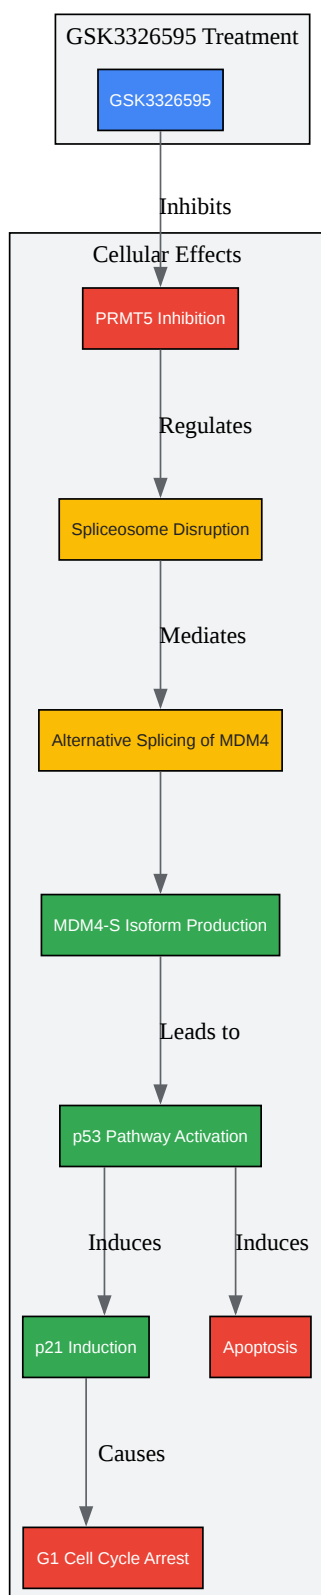 GSK3326595 Treatment
GSK3326595
Inhibits
Cellular Effects
PRMT5 Inhibition
Regulates
Spliceosome Disruption
Mediates
Alternative Splicing of MDM4
MDM4-S Isoform Production
Leads to
p53 Pathway Activation
Induces
Induces
p21 Induction
Apoptosis
Causes
G1 Cell Cycle Arrest